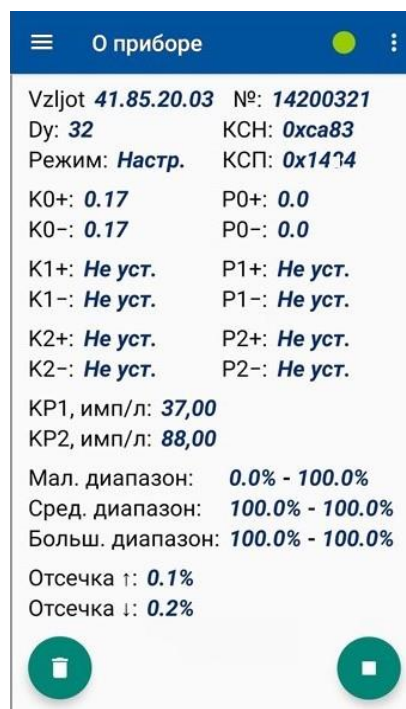 О приборе
Vzljot 41.85.20.03 №: 14200321
Dy: 32 КСН: 0xca83
Режим: Настр. КСП:
K0+: 0.17 P0+: 0.0
K0−: 0.17 P0−: 0.0
K1+: Не уст. P1+: Не уст.
K1−: Не уст. P1−: Не уст.
K2+: Не уст. P2+: Не уст.
K2−: Не уст. P2−: Не уст.
KP1, имп/л: 37,00
KP2, имп/л: 88,00
Мал. диапазон: 0.0% - 100.0%
Сред. диапазон: 100.0% - 100.0%
Больш. диапазон: 100.0% - 100.0%
Отсечка ↑: 0.1%
Отсечка ↓: 0.2%